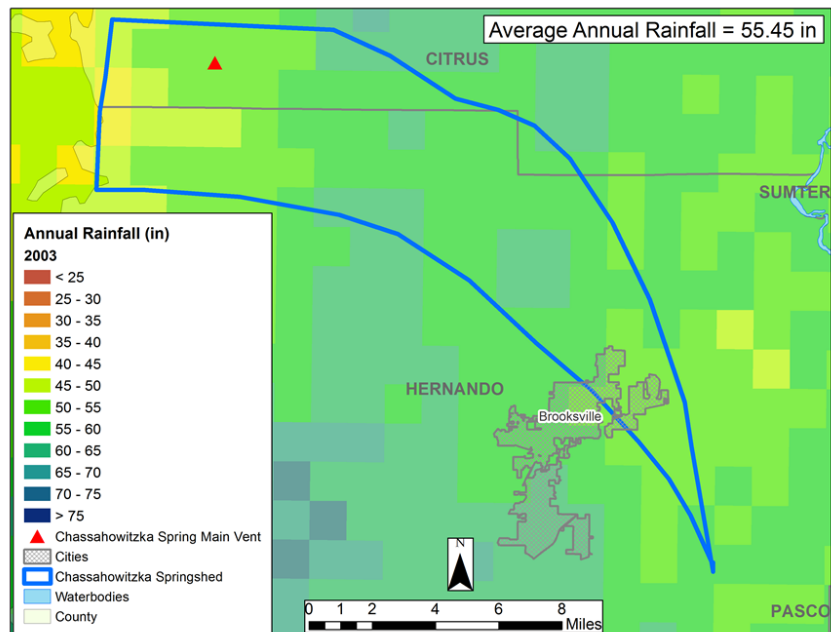 Average Annual Rainfall = 55.45 in
CITRUS
SUMTER
Annual Rainfall (in)
2003
< 25
25 - 30
30 - 35
35 - 40
40 - 45
45 - 50
50 - 55
55 - 60
60 - 65
65 - 70
70 - 75
> 75
Chassahowitzka Spring Main Vent
Cities
Chassahowitzka Springshed
Waterbodies
County
HERNANDO
Brooksville
N
0 1 2 4 6 8
Miles
PASCO